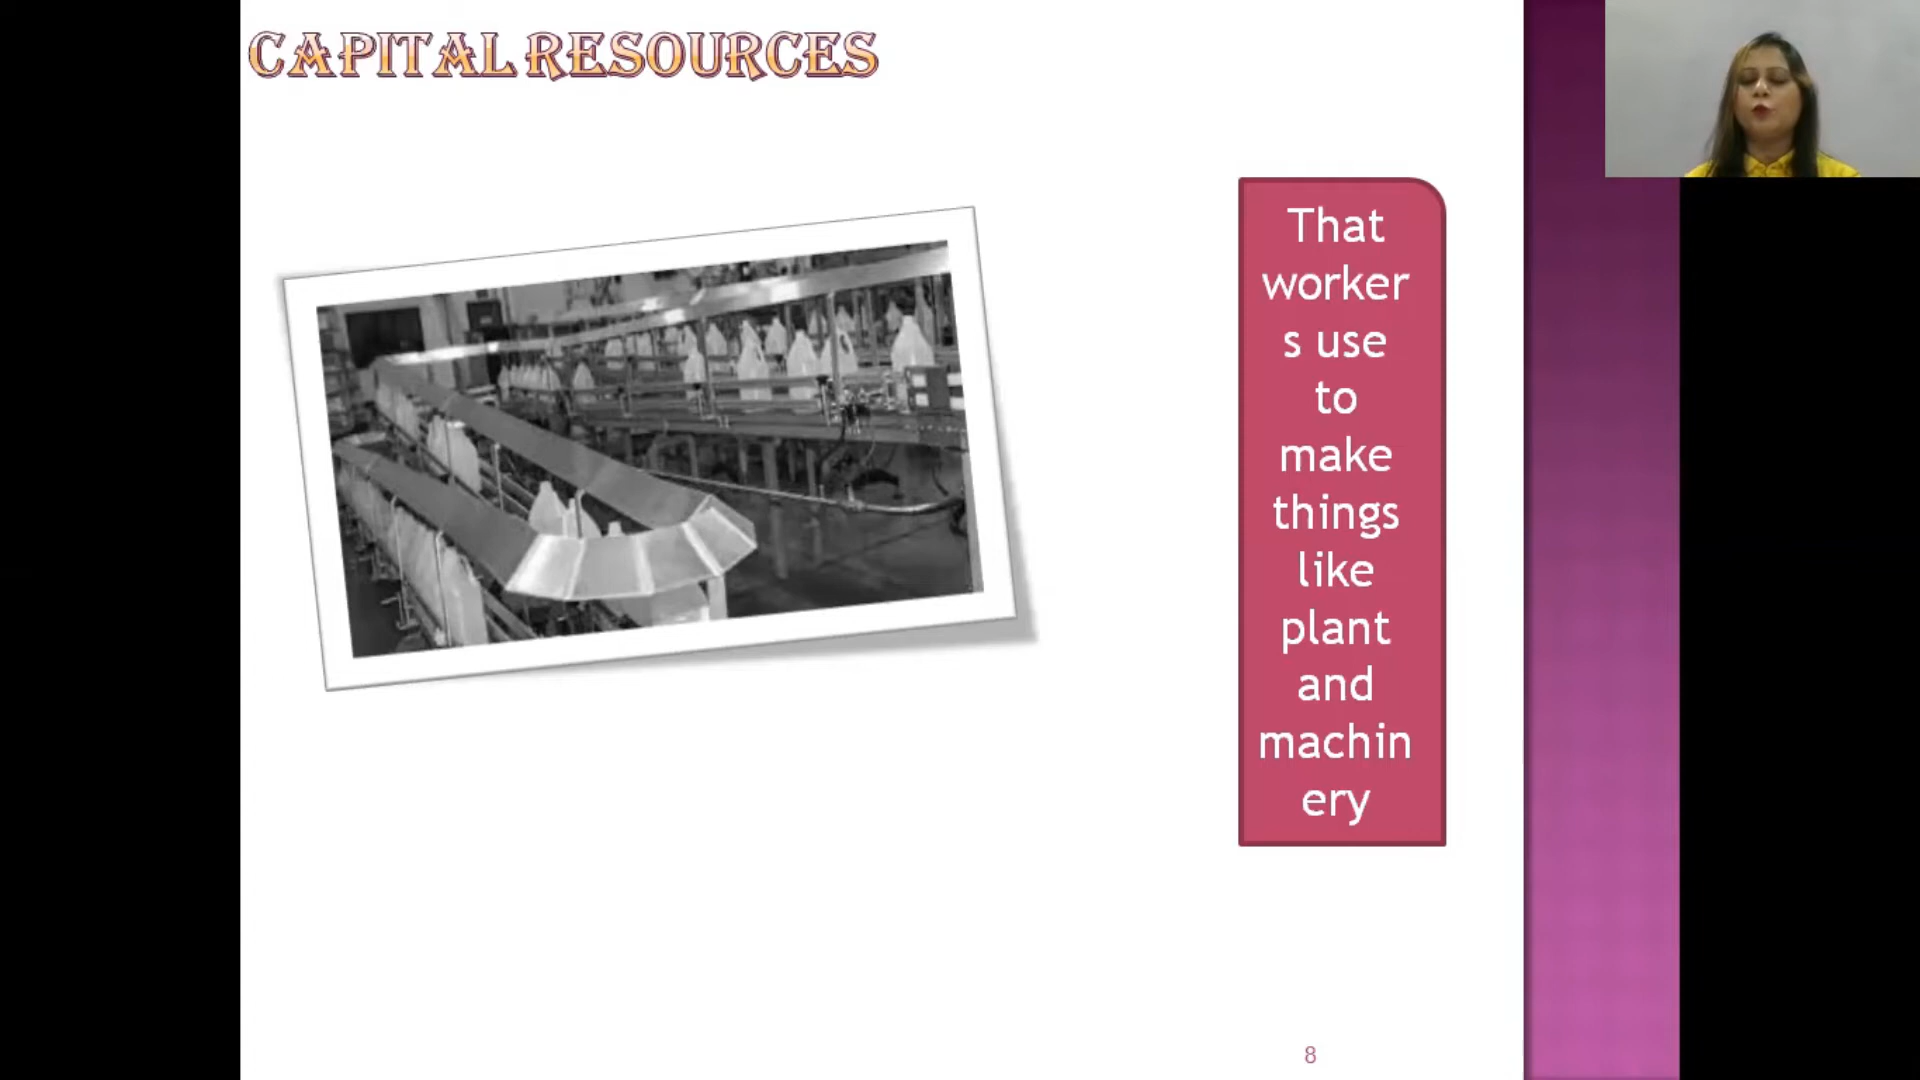 CAPITAL RESOURCES
That
worker
s use
to
make
things
like
plant
and
machin
ery
8